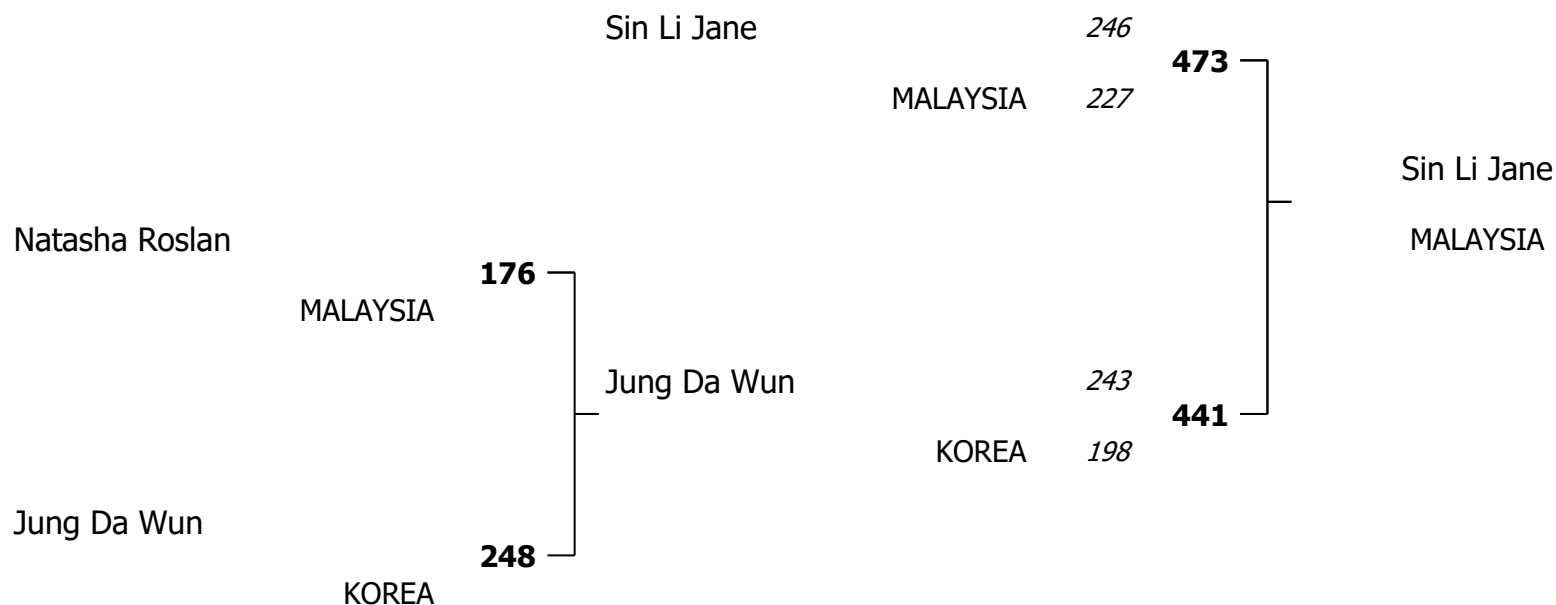 Sin Li Jane 246
473
MALAYSIA 227
Sin Li Jane
Natasha Roslan MALAYSIA
176
MALAYSIA
Jung Da Wun 243
441
KOREA 198
Jung Da Wun
248
KOREA